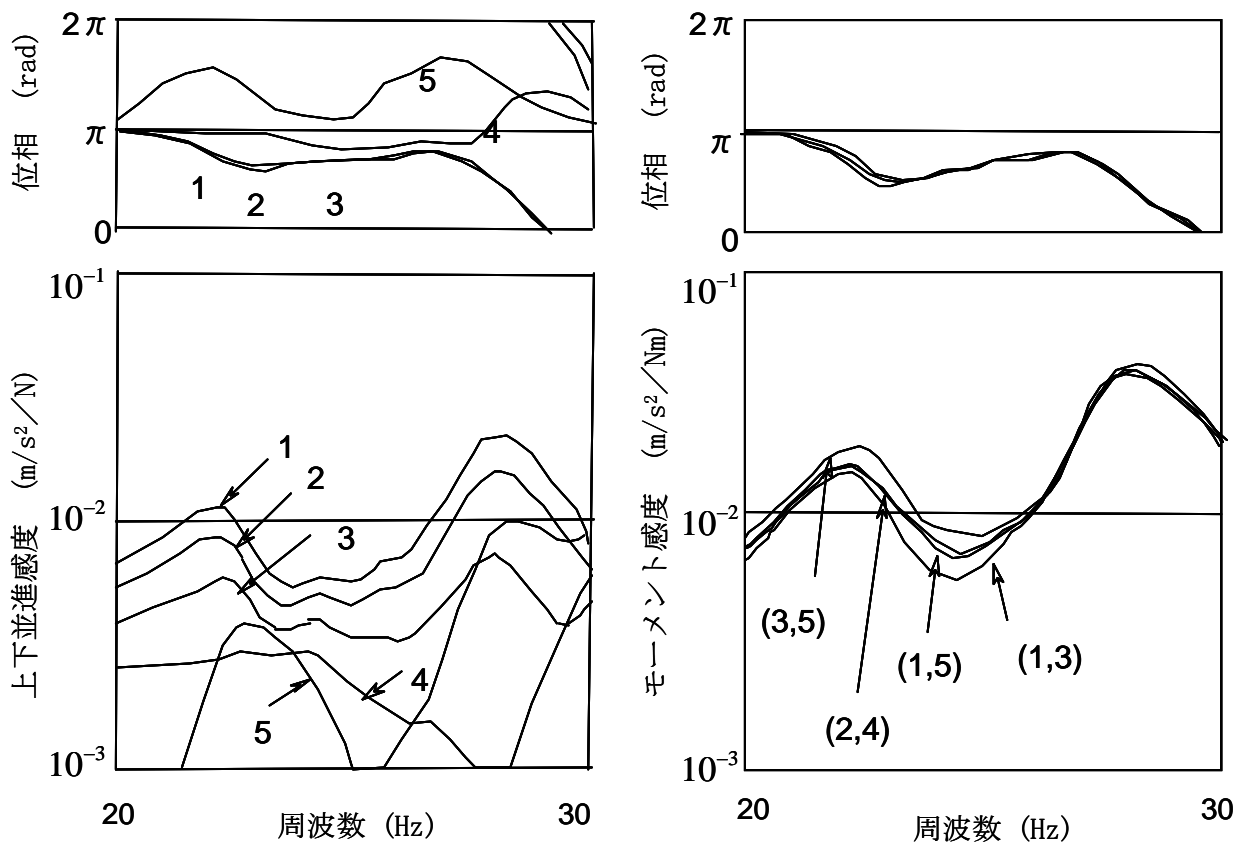 2π
位相 (rad)
π
0
5
4
1
2
3
10⁻¹
上下並進感度 (m/s²/N)
10⁻²
10⁻³
1
2
3
4
5
20
周波数 (Hz)
30
2π
位相 (rad)
π
0
10⁻¹
モーメント感度 (m/s²/Nm)
10⁻²
10⁻³
(3,5)
(1,5)
(1,3)
(2,4)
20
周波数 (Hz)
30